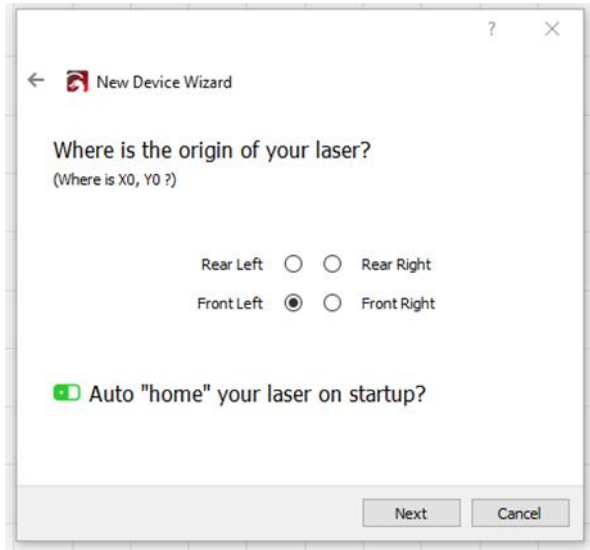 ?
New Device Wizard
Where is the origin of your laser?
(Where is X0, Y0 ?)
Rear Left Rear Right
Front Left Front Right
Auto "home" your laser on startup?
Next Cancel